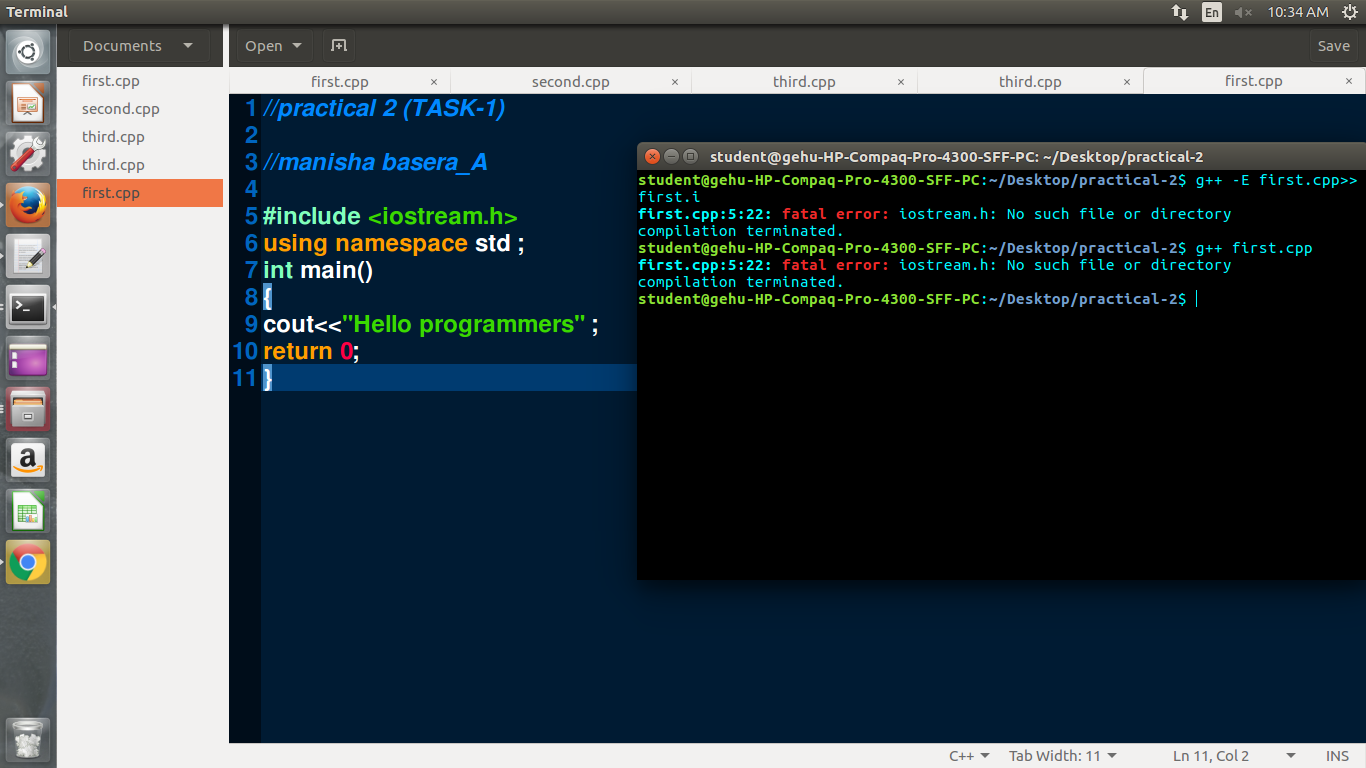 Terminal
En
10:34 AM
Documents
Open
Save
first.cpp
second.cpp
third.cpp
third.cpp
first.cpp
first.cpp ×
second.cpp ×
third.cpp ×
third.cpp ×
first.cpp ×
1 //practical 2 (TASK-1)
2
3 //manisha basera_A
4
5 #include <iostream.h>
6 using namespace std ;
7 int main()
8 {
9 cout<<"Hello programmers" ;
10 return 0;
11 }
student@gehu-HP-Compaq-Pro-4300-SFF-PC: ~/Desktop/practical-2
student@gehu-HP-Compaq-Pro-4300-SFF-PC:~/Desktop/practical-2$ g++ -E first.cpp>>
first.i
first.cpp:5:22: fatal error: iostream.h: No such file or directory
compilation terminated.
student@gehu-HP-Compaq-Pro-4300-SFF-PC:~/Desktop/practical-2$ g++ first.cpp
first.cpp:5:22: fatal error: iostream.h: No such file or directory
compilation terminated.
student@gehu-HP-Compaq-Pro-4300-SFF-PC:~/Desktop/practical-2$
C++
Tab Width: 11
Ln 11, Col 2
INS